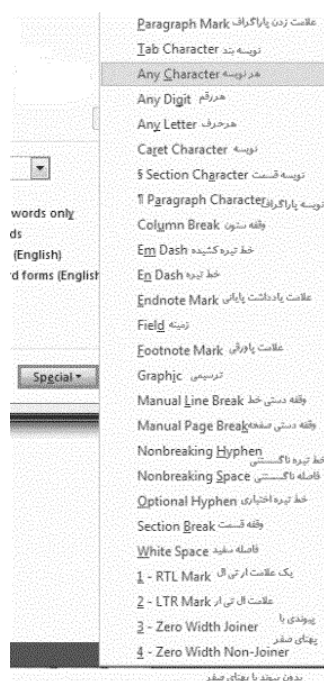 Paragraph Mark علامت زدن پاراگراف
Tab Character نویسه بند
Any Character هر نویسه
Any Digit هررقم
Any Letter هرحرف
Caret Character نویسه
§ Section Character نویسه قسمت
¶ Paragraph Character نویسه پاراگراف
Column Break وقفه ستون
Em Dash خط تیره کشیده
En Dash خط تیره
Endnote Mark علامت یادداشت پایانی
Field زمینه
Footnote Mark علامت پاورقی
Graphic ترسیمی
Manual Line Break وقفه دستی خط
Manual Page Break وقفه دستی صفحه
Nonbreaking Hyphen خط تیره ناگسستنی
Nonbreaking Space فاصله ناگسستنی
Optional Hyphen خط تیره اختیاری
Section Break وقفه قسمت
White Space فاصله سفید
1 - RTL Mark یک علامت ار تی ال
2 - LTR Mark علامت ال تی ار
3 - Zero Width Joiner پیوندی با پهنای صفر
4 - Zero Width Non-Joiner
بدون پیوند با پهنای صفر
words only
ds
(English)
d forms (English
Special